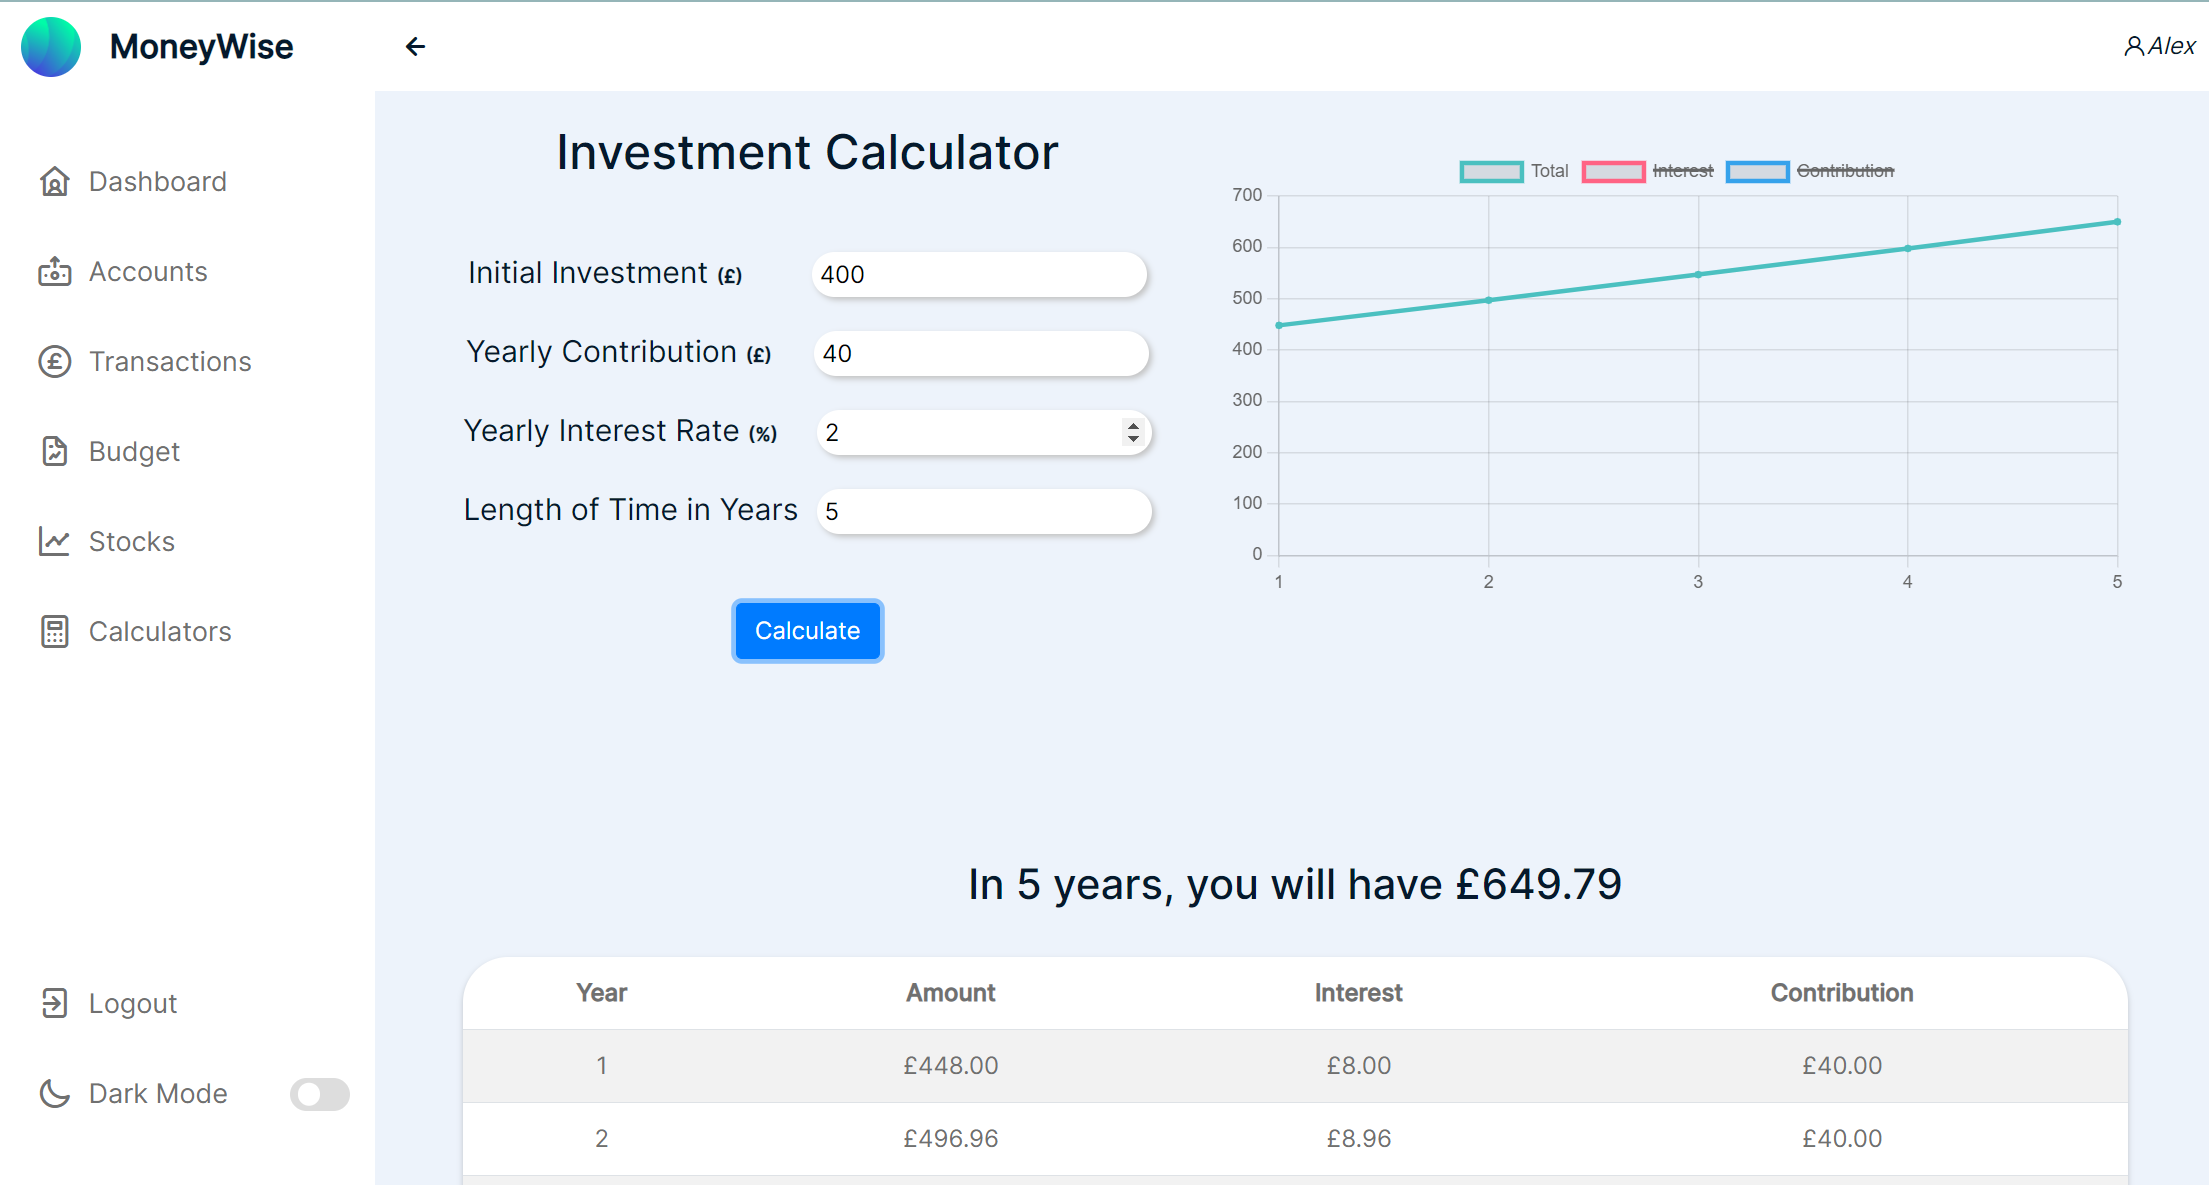 MoneyWise
Alex
Dashboard
Accounts
Transactions
Budget
Stocks
Calculators
Logout
Dark Mode
Investment Calculator
Initial Investment (£) 400
Yearly Contribution (£) 40
Yearly Interest Rate (%) 2
Length of Time in Years 5
Calculate
Total Interest Contribution
700
600
500
400
300
200
100
0
1 2 3 4 5
In 5 years, you will have £649.79
Year Amount Interest Contribution
1 £448.00 £8.00 £40.00
2 £496.96 £8.96 £40.00